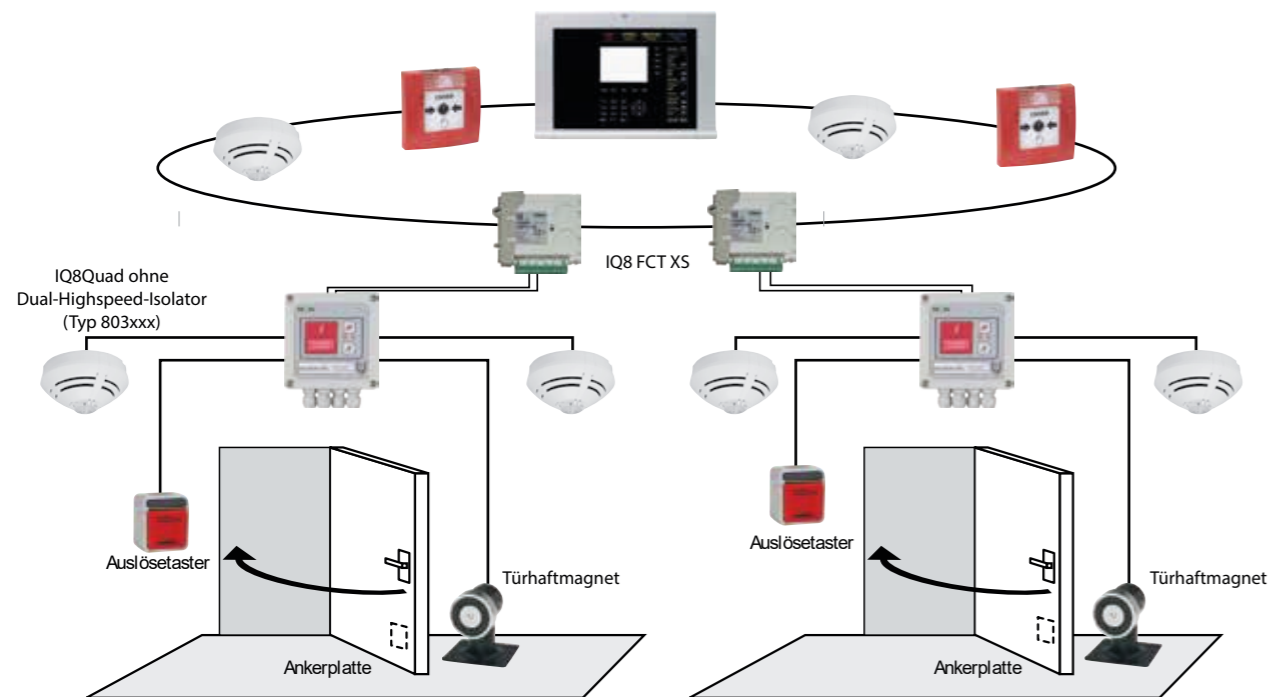 IQ8 FCT XS
IQ8Quad ohne
Dual-Highspeed-Isolator
(Typ 803xxx)
Auslösetaster
Türhaftmagnet
Ankerplatte
Auslösetaster
Türhaftmagnet
Ankerplatte